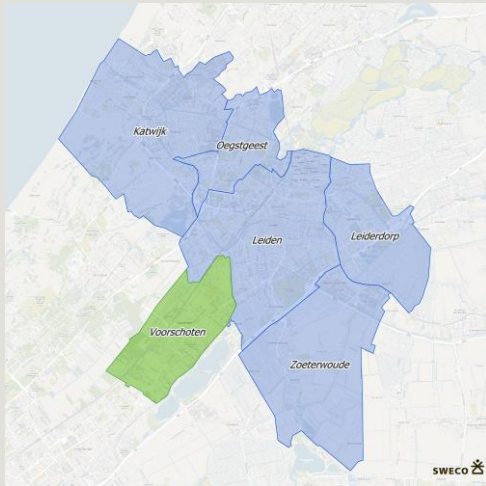 Katwijk
Oegstgeest
Leiden
Leiderdorp
Voorschoten
Zoeterwoude
SWECO